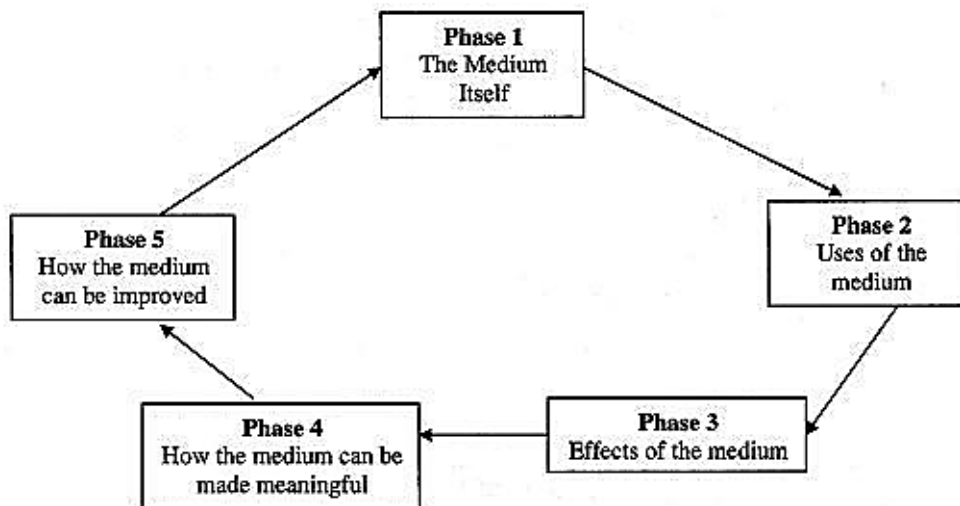 Phase 1
The Medium
Itself
Phase 2
Uses of the
medium
Phase 3
Effects of the medium
Phase 4
How the medium can be
made meaningful
Phase 5
How the medium
can be improved